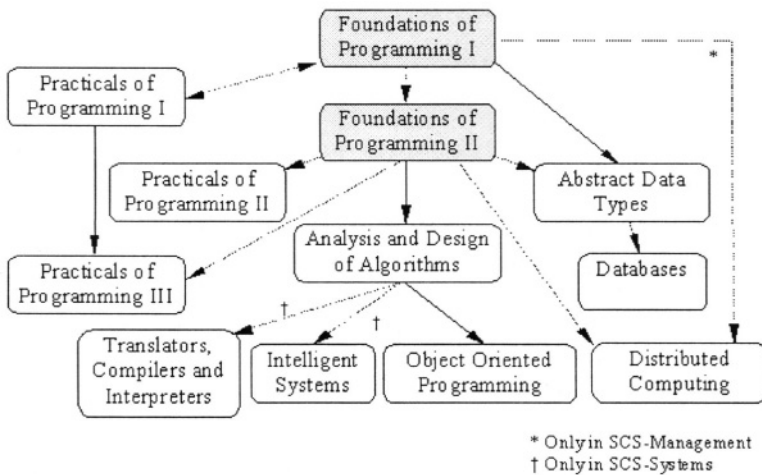 Foundations of
Programming I
*
Practicals of
Programming I
Foundations of
Programming II
Practicals of
Programming II
Abstract Data
Types
Analysis and Design
of Algorithms
Databases
Practicals of
Programming III
†
†
Translators,
Compilers and
Interpreters
Intelligent
Systems
Object Oriented
Programming
Distributed
Computing
* Only in SCS-Management
† Only in SCS-Systems